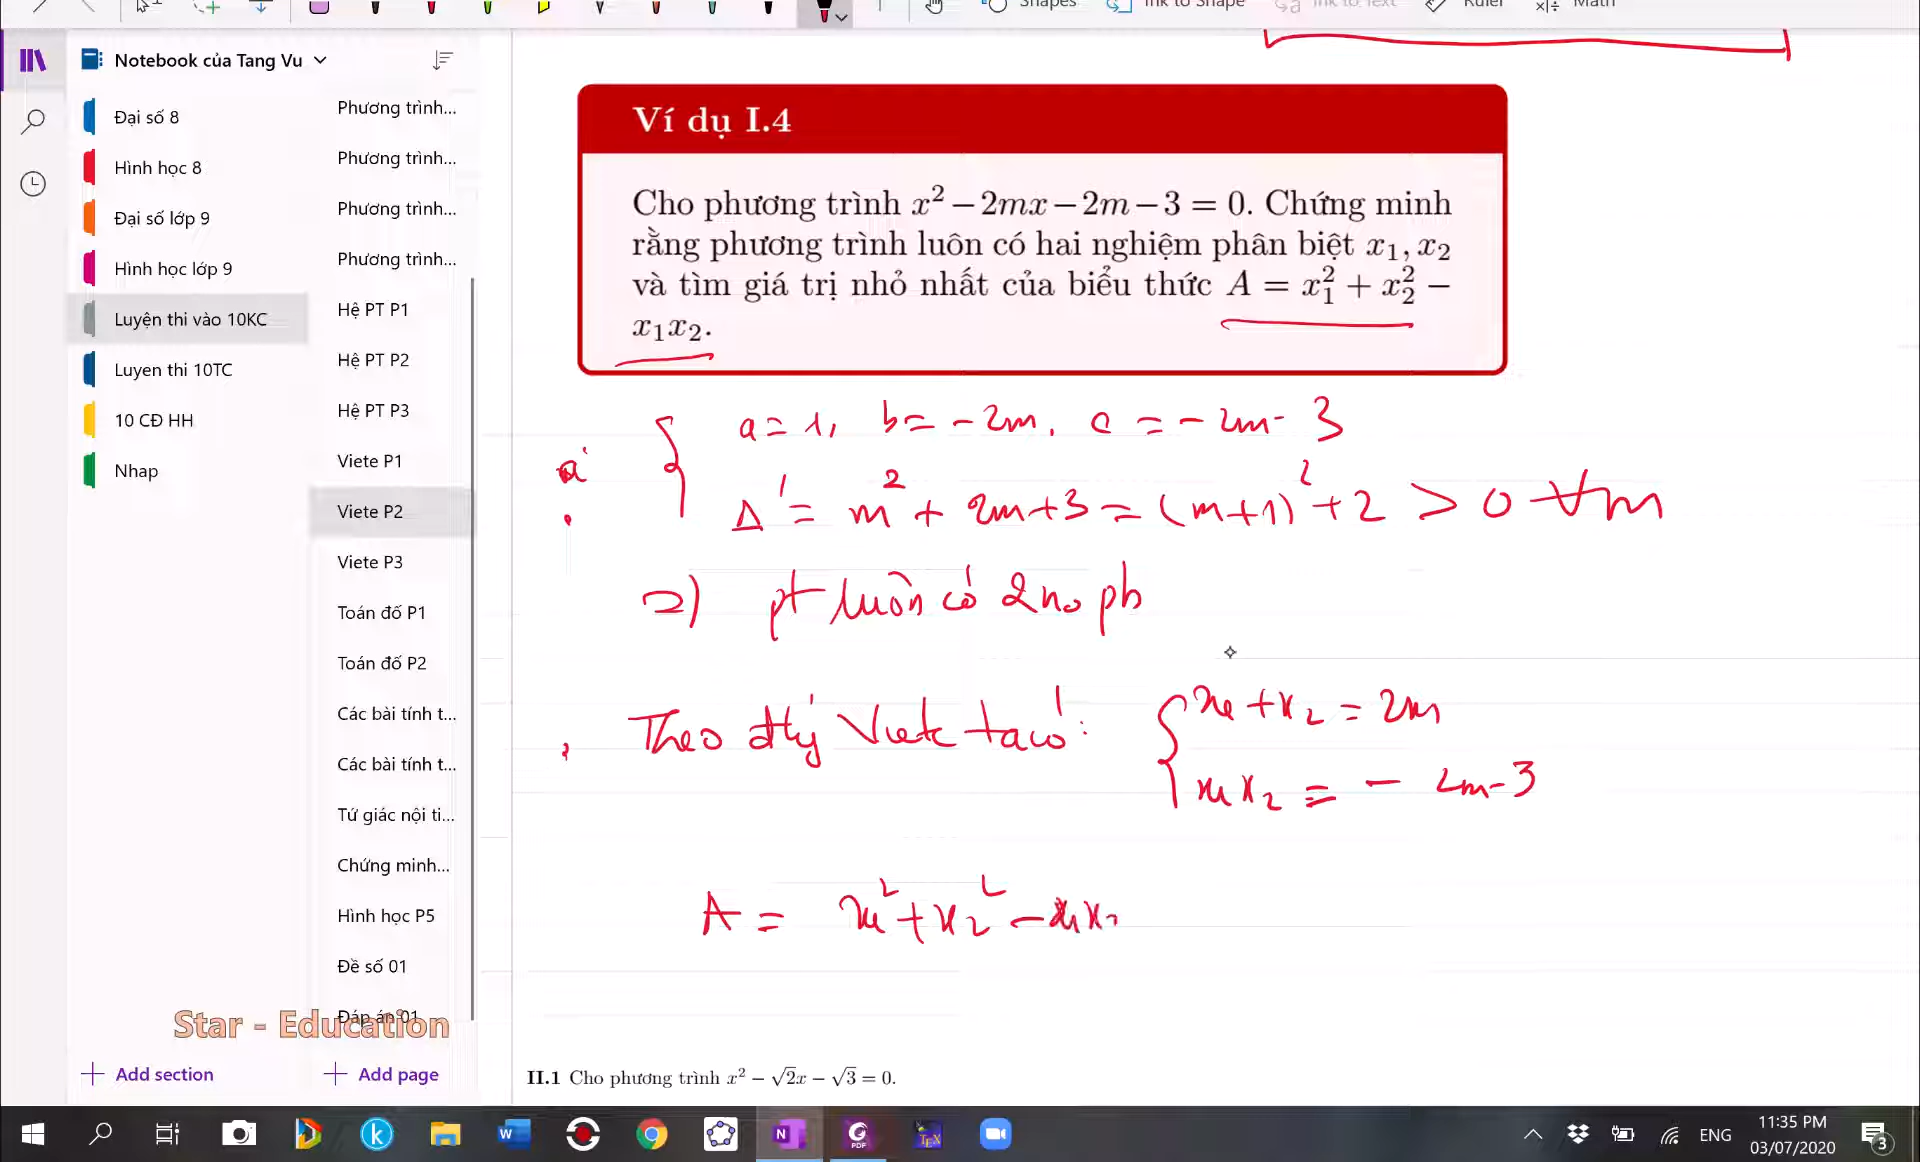 Shapes Ink to Shape Ink to Text Ruler Math
Notebook của Tang Vu
Đại số 8
Hình học 8
Đại số lớp 9
Hình học lớp 9
Luyện thi vào 10KC
Luyen thi 10TC
10 CĐ HH
Nhap
Add section
Phương trình...
Phương trình...
Phương trình...
Phương trình...
Hệ PT P1
Hệ PT P2
Hệ PT P3
Viete P1
Viete P2
Viete P3
Toán đố P1
Toán đố P2
Các bài tính t...
Các bài tính t...
Tứ giác nội ti...
Chứng minh...
Hình học P5
Đề số 01
Đáp án 01
Add page
Star - Education
Ví dụ I.4
Cho phương trình x² − 2mx − 2m − 3 = 0. Chứng minh
rằng phương trình luôn có hai nghiệm phân biệt x₁, x₂
và tìm giá trị nhỏ nhất của biểu thức A = x₁² + x₂² −
x₁x₂.
a = 1, b = −2m, c = −2m − 3
Δ' = m² + 2m + 3 = (m+1)² + 2 > 0 ∀m
=> pt luôn có 2 no pb
Theo đlý Viete ta có:
x₁ + x₂ = 2m
x₁x₂ = − 2m − 3
A = x₁² + x₂² − x₁x₂
II.1 Cho phương trình x² − √2x − √3 = 0.
ENG
11:35 PM
03/07/2020
3